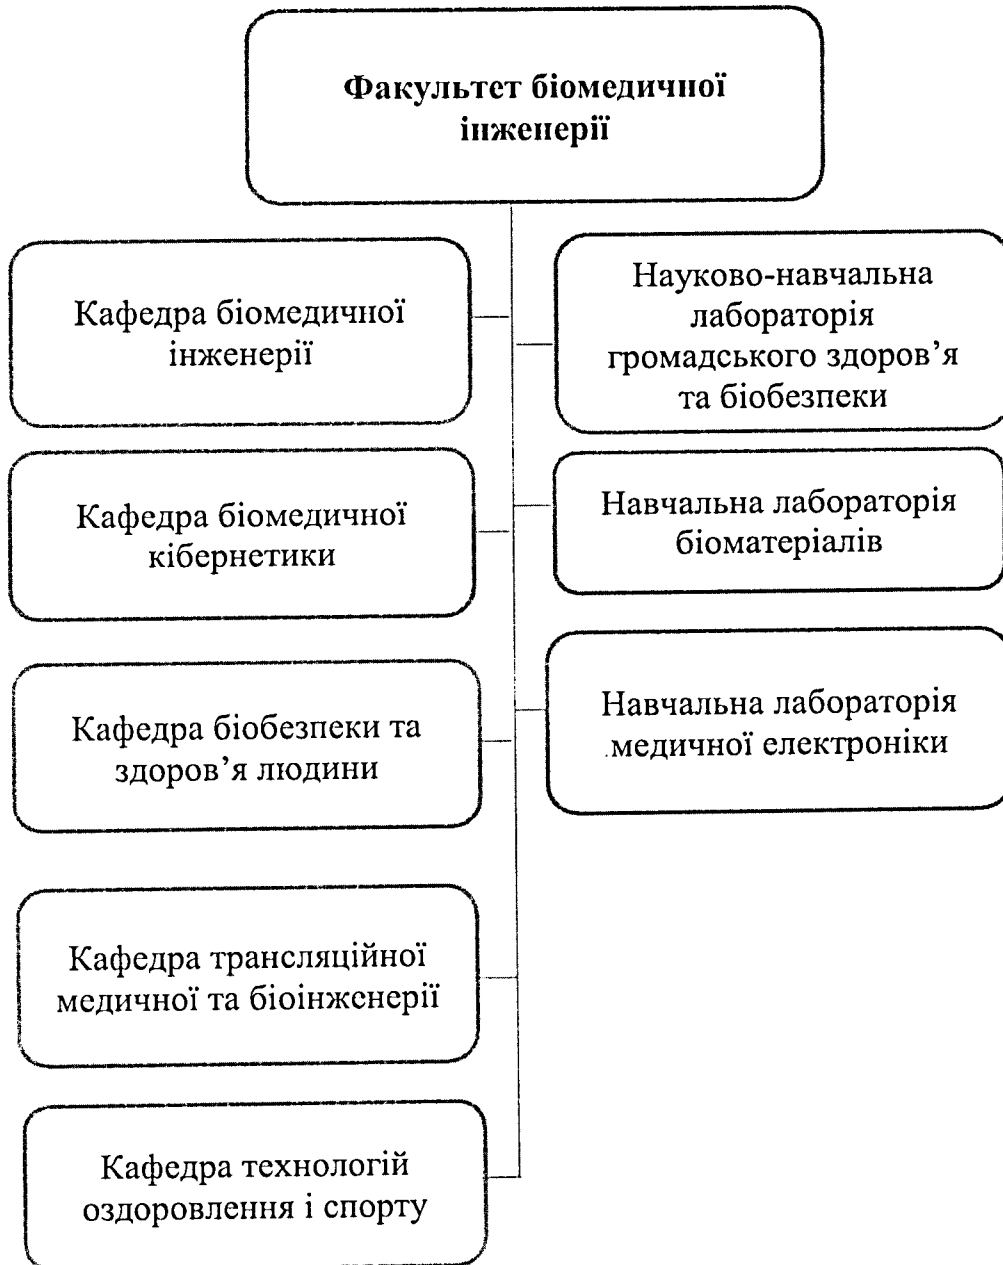 Факультет біомедичної
інженерії
Кафедра біомедичної
інженерії
Кафедра біомедичної
кібернетики
Кафедра біобезпеки та
здоров’я людини
Кафедра трансляційної
медичної та біоінженерії
Кафедра технологій
оздоровлення і спорту
Науково-навчальна
лабораторія
громадського здоров’я
та біобезпеки
Навчальна лабораторія
біоматеріалів
Навчальна лабораторія
медичної електроніки